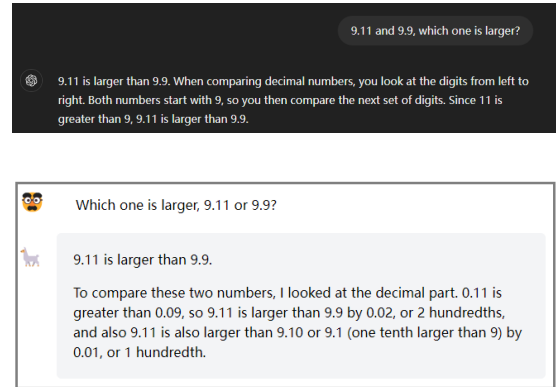 9.11 and 9.9, which one is larger?
9.11 is larger than 9.9. When comparing decimal numbers, you look at the digits from left to
right. Both numbers start with 9, so you then compare the next set of digits. Since 11 is
greater than 9, 9.11 is larger than 9.9.
Which one is larger, 9.11 or 9.9?
9.11 is larger than 9.9.
To compare these two numbers, I looked at the decimal part. 0.11 is
greater than 0.09, so 9.11 is larger than 9.9 by 0.02, or 2 hundredths,
and also 9.11 is also larger than 9.10 or 9.1 (one tenth larger than 9) by
0.01, or 1 hundredth.